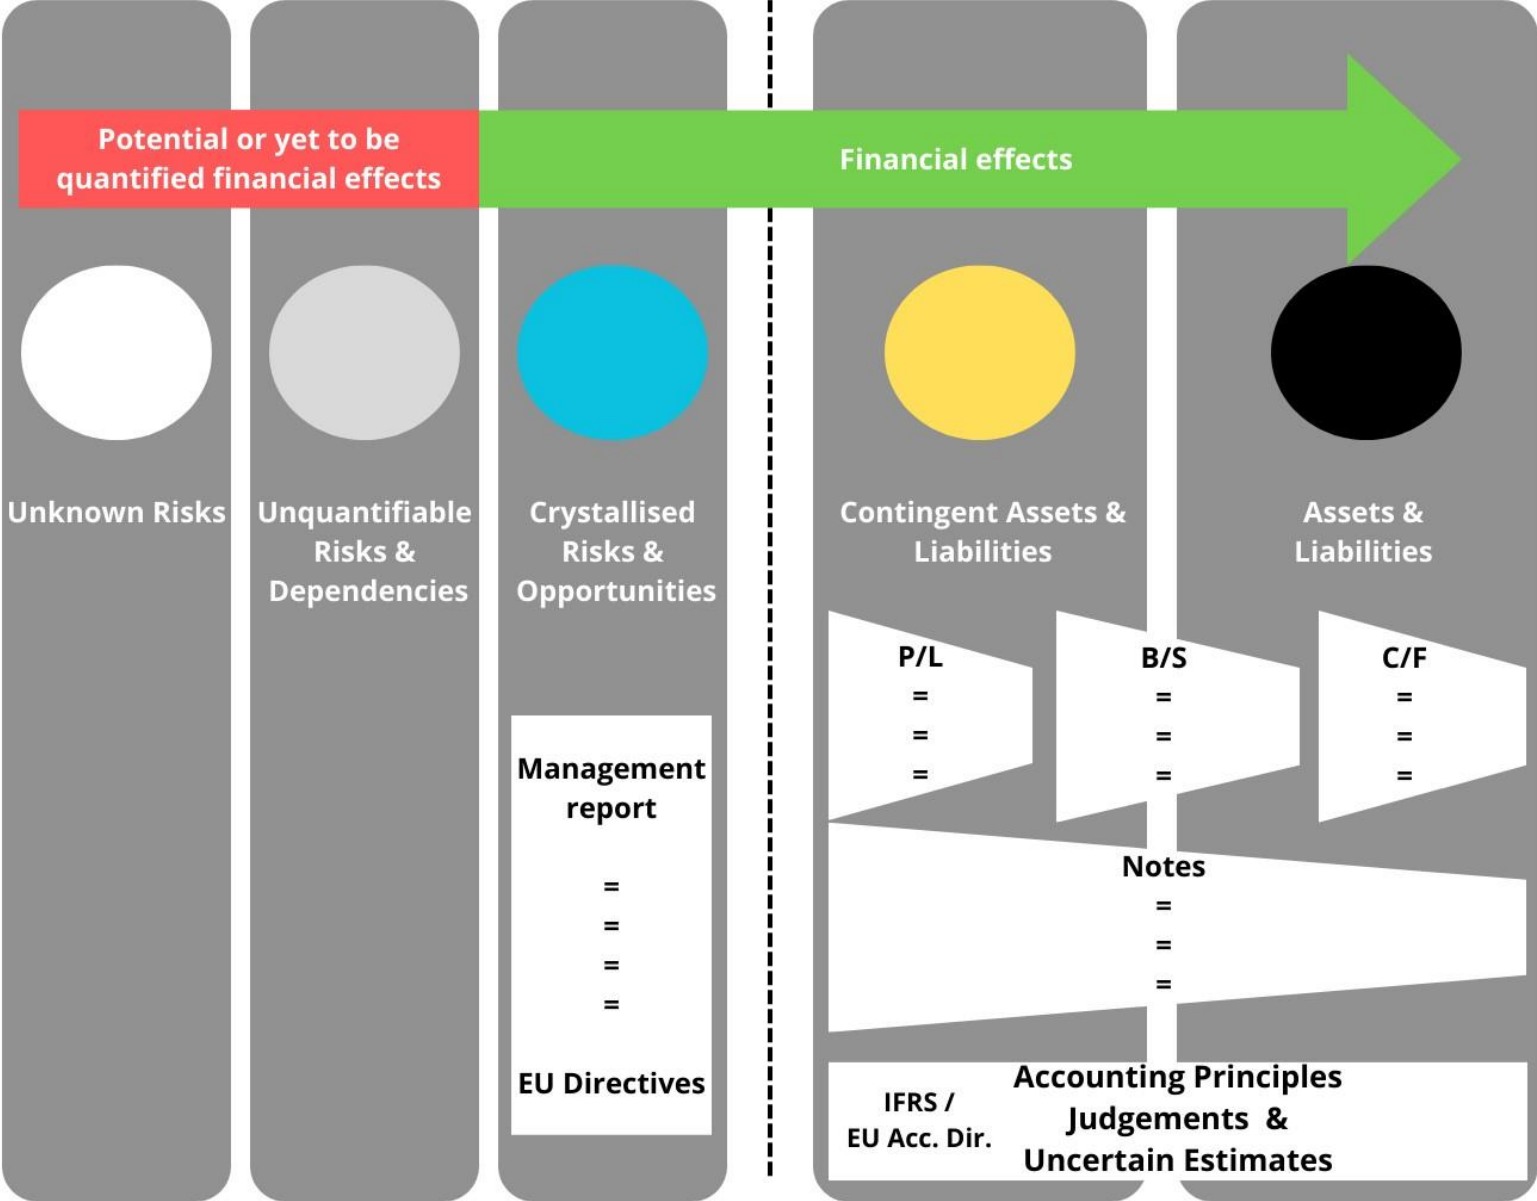 Potential or yet to be
quantified financial effects
Financial effects
Unknown Risks
Unquantifiable
Risks &
Dependencies
Crystallised
Risks &
Opportunities
Contingent Assets &
Liabilities
Assets &
Liabilities
Management
report
=
=
=
=
EU Directives
P/L
=
=
=
B/S
=
=
=
C/F
=
=
=
Notes
=
=
=
IFRS /
EU Acc. Dir.
Accounting Principles
Judgements &
Uncertain Estimates